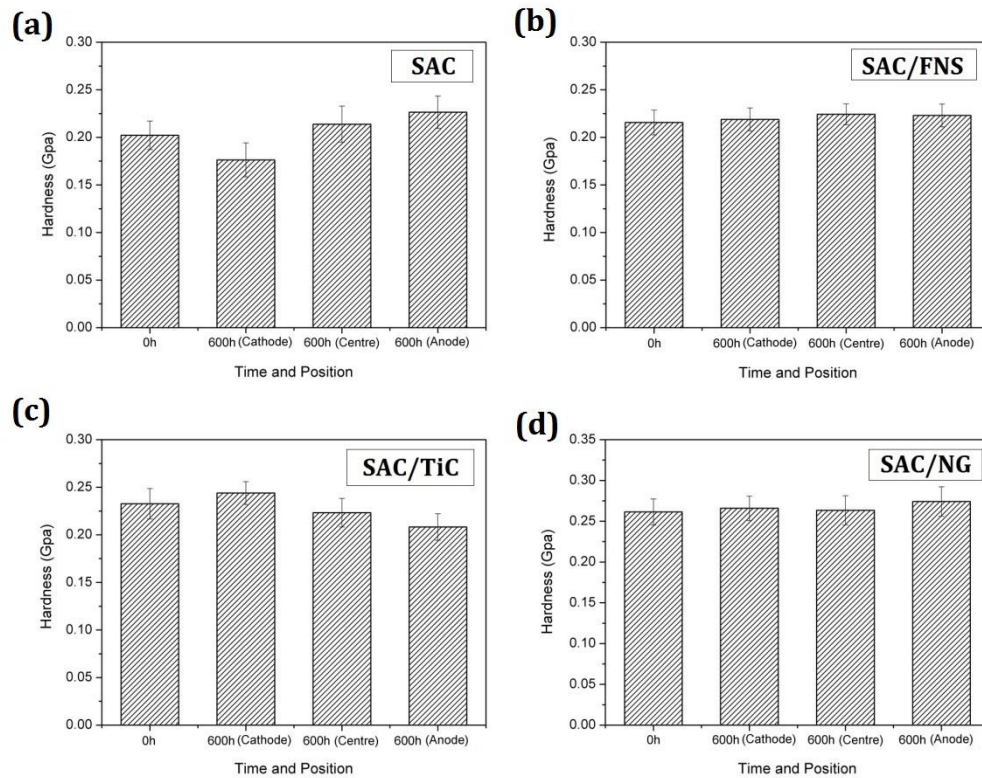 (a)
SAC
0.30
0.25
0.20
0.15
0.10
0.05
0.00
Hardness (Gpa)
0h
600h (Cathode)
600h (Centre)
600h (Anode)
Time and Position
(b)
SAC/FNS
0.30
0.25
0.20
0.15
0.10
0.05
0.00
Hardness (Gpa)
0h
600h (Cathode)
600h (Centre)
600h (Anode)
Time and Position
(c)
SAC/TiC
0.30
0.25
0.20
0.15
0.10
0.05
0.00
Hardness (Gpa)
0h
600h (Cathode)
600h (Centre)
600h (Anode)
Time and Position
(d)
SAC/NG
0.35
0.30
0.25
0.20
0.15
0.10
0.05
0.00
Hardness (Gpa)
0h
600h (Cathode)
600h (Centre)
600h (Anode)
Time and Position